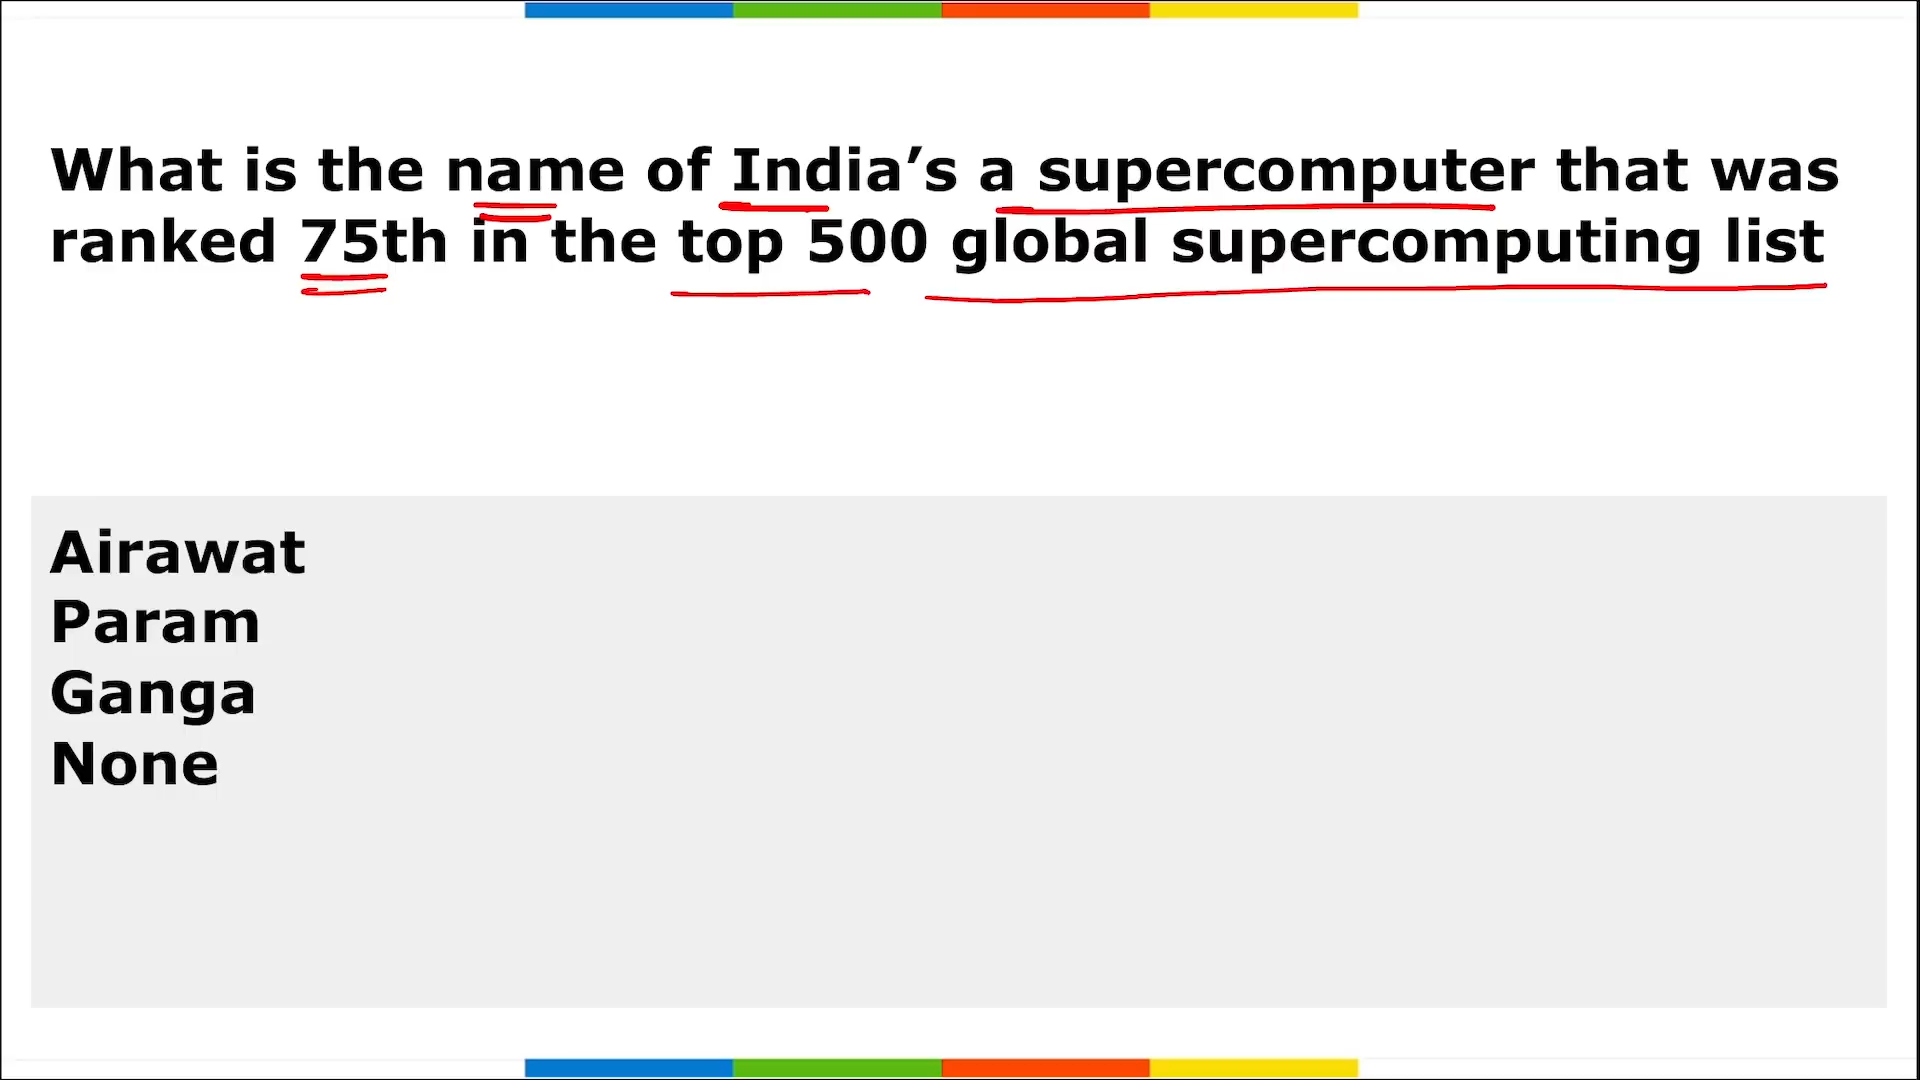 What is the name of India’s a supercomputer that was
ranked 75th in the top 500 global supercomputing list
Airawat
Param
Ganga
None